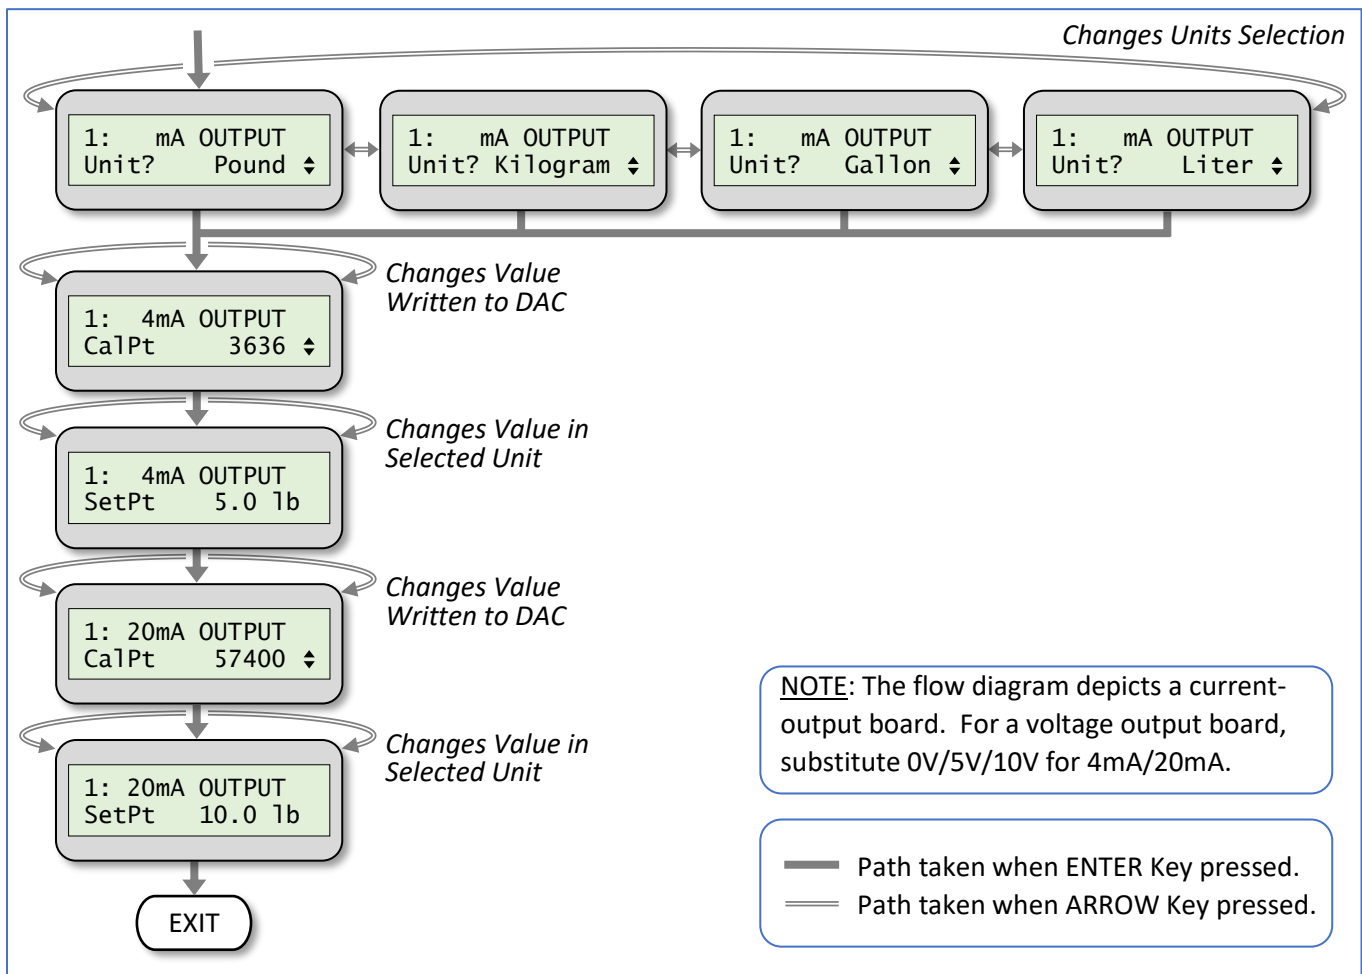 Changes Units Selection
1:   mA OUTPUT
Unit?    Pound
1:   mA OUTPUT
Unit? Kilogram
1:   mA OUTPUT
Unit?   Gallon
1:   mA OUTPUT
Unit?    Liter
Changes Value
Written to DAC
1:  4mA OUTPUT
CalPt     3636
Changes Value in
Selected Unit
1:  4mA OUTPUT
SetPt    5.0 lb
Changes Value
Written to DAC
1: 20mA OUTPUT
CalPt    57400
Changes Value in
Selected Unit
1: 20mA OUTPUT
SetPt   10.0 lb
EXIT
NOTE: The flow diagram depicts a current-
output board.  For a voltage output board,
substitute 0V/5V/10V for 4mA/20mA.
Path taken when ENTER Key pressed.
Path taken when ARROW Key pressed.